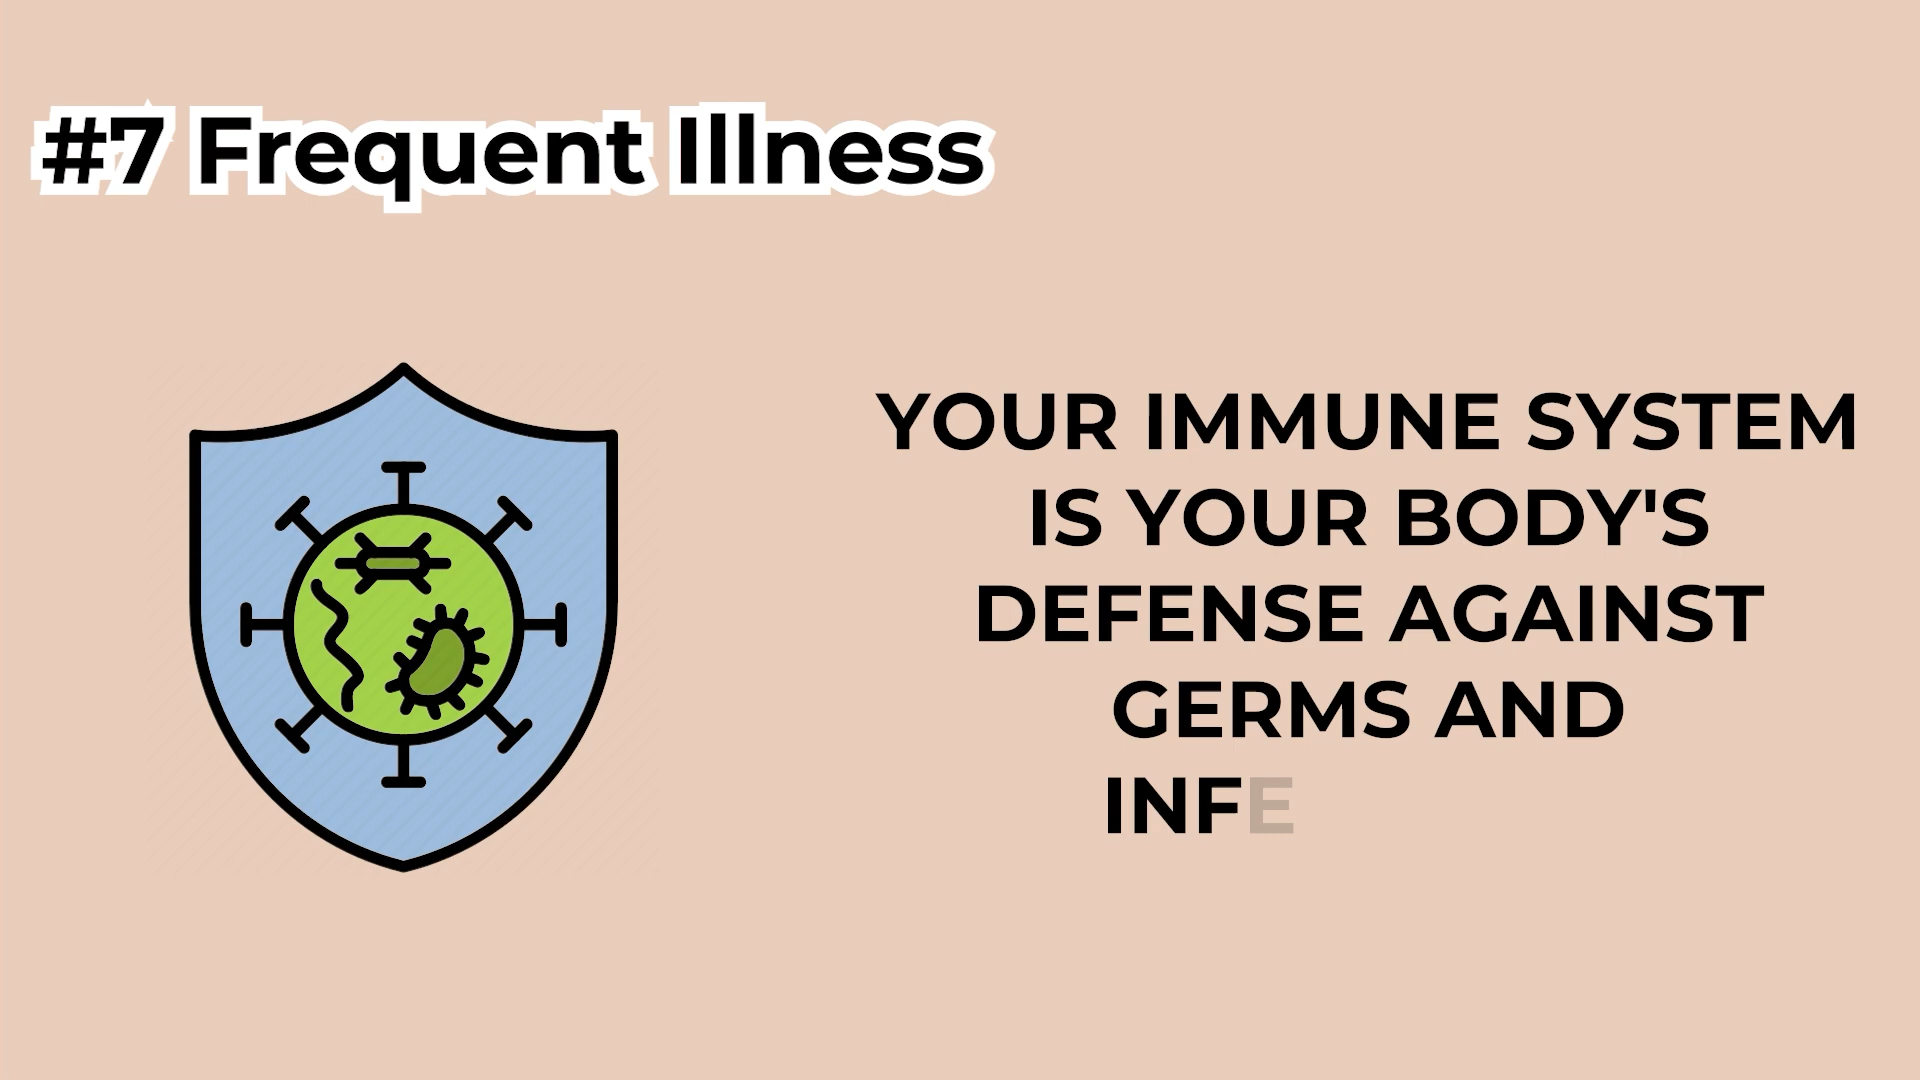 #7 Frequent Illness
YOUR IMMUNE SYSTEM
IS YOUR BODY'S
DEFENSE AGAINST
GERMS AND
INFE